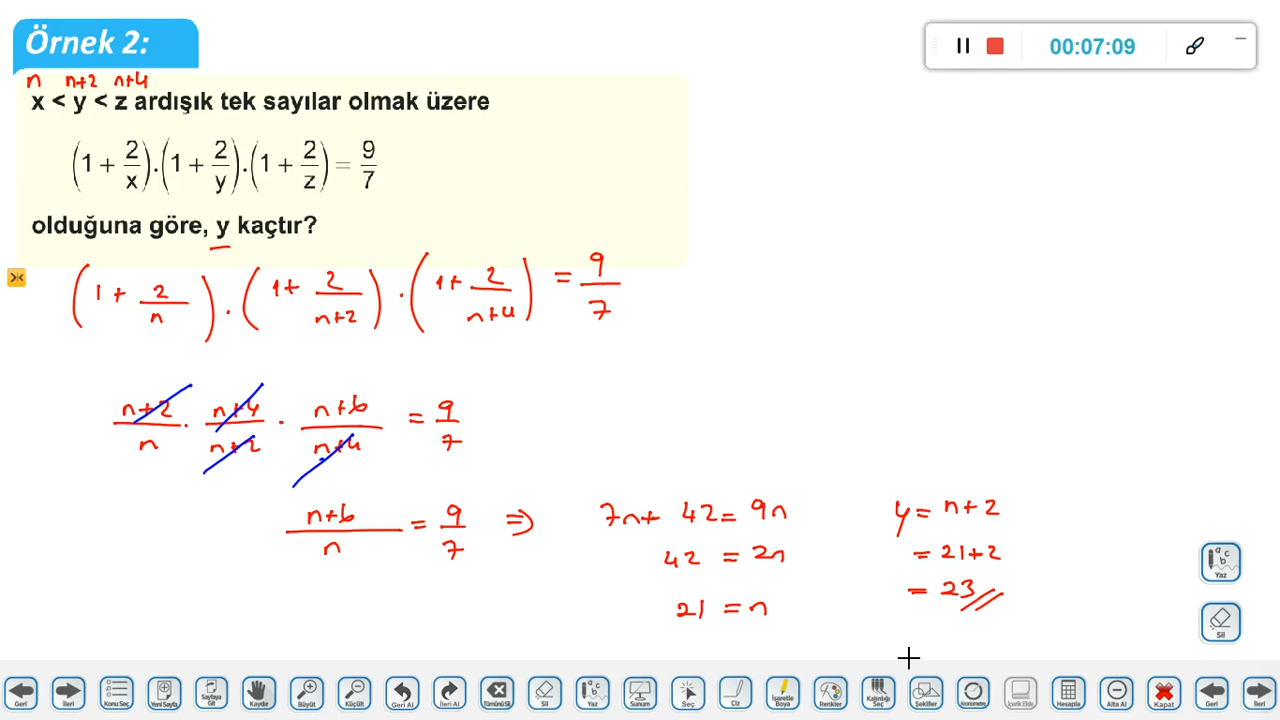 Örnek 2:
00:07:09
n n+2 n+4
x < y < z ardışık tek sayılar olmak üzere
(1 + 2/x).(1 + 2/y).(1 + 2/z) = 9/7
olduğuna göre, y kaçtır?
(1 + 2/n) . (1 + 2/n+2) . (1 + 2/n+4) = 9/7
n+2/n . n+4/n+2 . n+6/n+4 = 9/7
n+6/n = 9/7 ⇒ 7n + 42 = 9n
42 = 2n
21 = n
y = n+2
= 21+2
= 23
a b c
Yaz
Sil
Geri İleri Konu Seç Yeni Sayfa Sayfaya Git Kaydır Büyüt Küçült Geri Al İleri Al Tümünü Sil Sil Yaz Sunum Seç Çiz İşaretle Boya Renkler Kalınlığı Seç Şekiller Kronometre İçerik Ekle Hesapla Alta Al Kapat Geri İleri